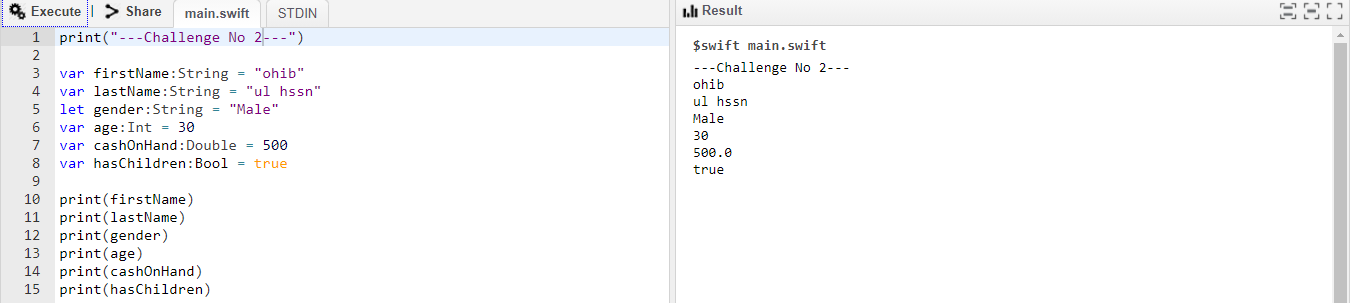 Execute | > Share main.swift STDIN
1 print("---Challenge No 2---")
2
3 var firstName:String = "ohib"
4 var lastName:String = "ul hssn"
5 let gender:String = "Male"
6 var age:Int = 30
7 var cashOnHand:Double = 500
8 var hasChildren:Bool = true
9
10 print(firstName)
11 print(lastName)
12 print(gender)
13 print(age)
14 print(cashOnHand)
15 print(hasChildren)
Result
$swift main.swift
---Challenge No 2---
ohib
ul hssn
Male
30
500.0
true